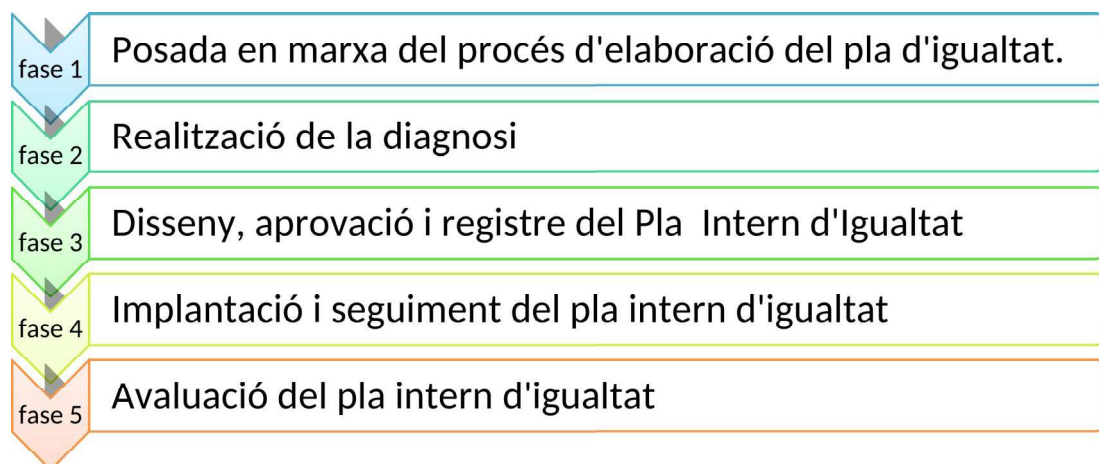 fase 1
Posada en marxa del procés d'elaboració del pla d'igualtat.
fase 2
Realització de la diagnosi
fase 3
Disseny, aprovació i registre del Pla  Intern d'Igualtat
fase 4
Implantació i seguiment del pla intern d'igualtat
fase 5
Avaluació del pla intern d'igualtat